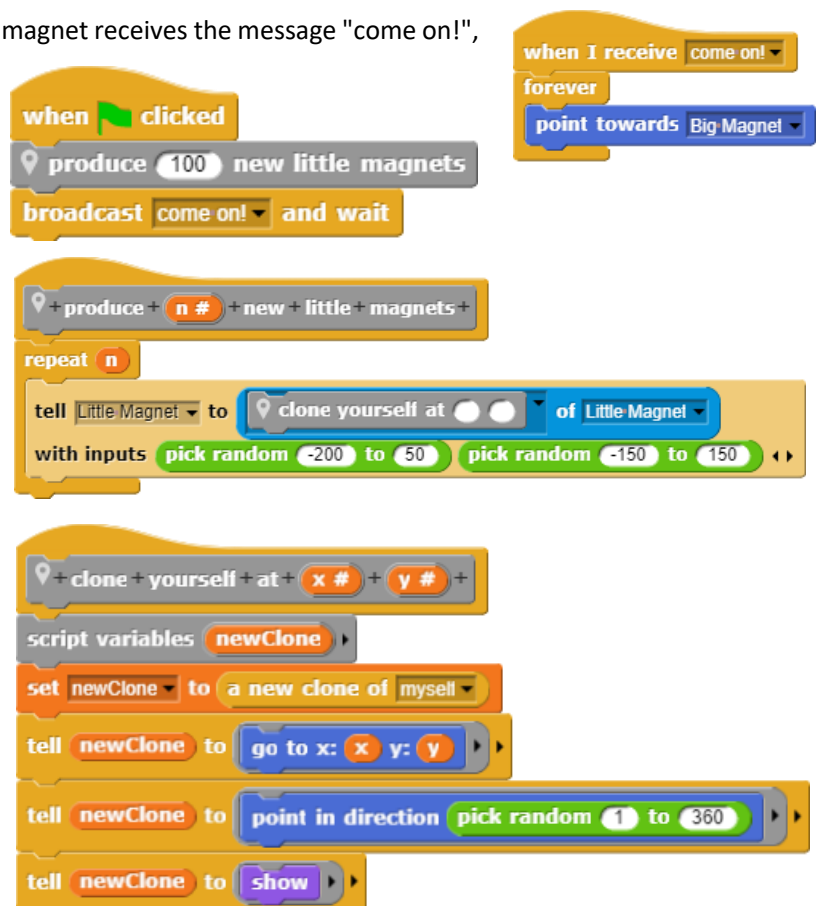 magnet receives the message "come on!",
when I receive come on!
forever
point towards Big Magnet
when clicked
produce 100 new little magnets
broadcast come on! and wait
+ produce + n # + new + little + magnets +
repeat n
tell Little Magnet to clone yourself at of Little Magnet
with inputs pick random -200 to 50 pick random -150 to 150
+ clone + yourself + at + x # + y # +
script variables newClone
set newClone to a new clone of myself
tell newClone to go to x: x y: y
tell newClone to point in direction pick random 1 to 360
tell newClone to show